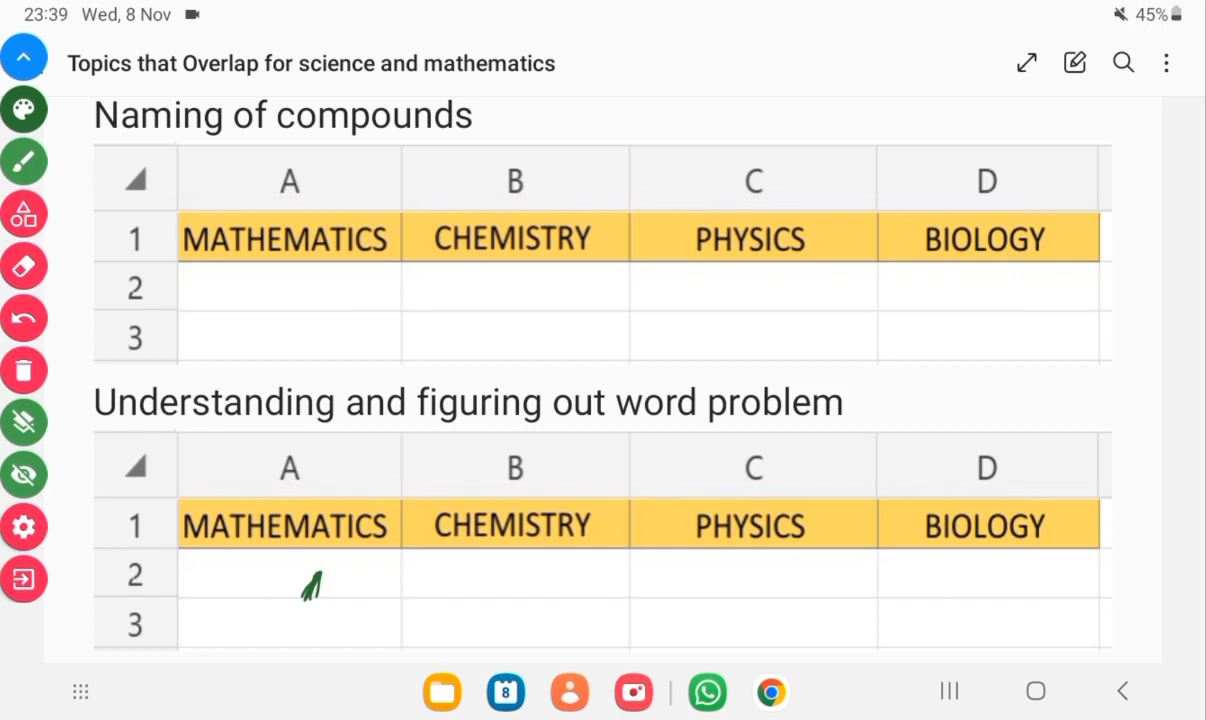 23:39 Wed, 8 Nov 45%
Topics that Overlap for science and mathematics
Naming of compounds
A B C D
1 MATHEMATICS CHEMISTRY PHYSICS BIOLOGY
2
3
Understanding and figuring out word problem
A B C D
1 MATHEMATICS CHEMISTRY PHYSICS BIOLOGY
2
3
8